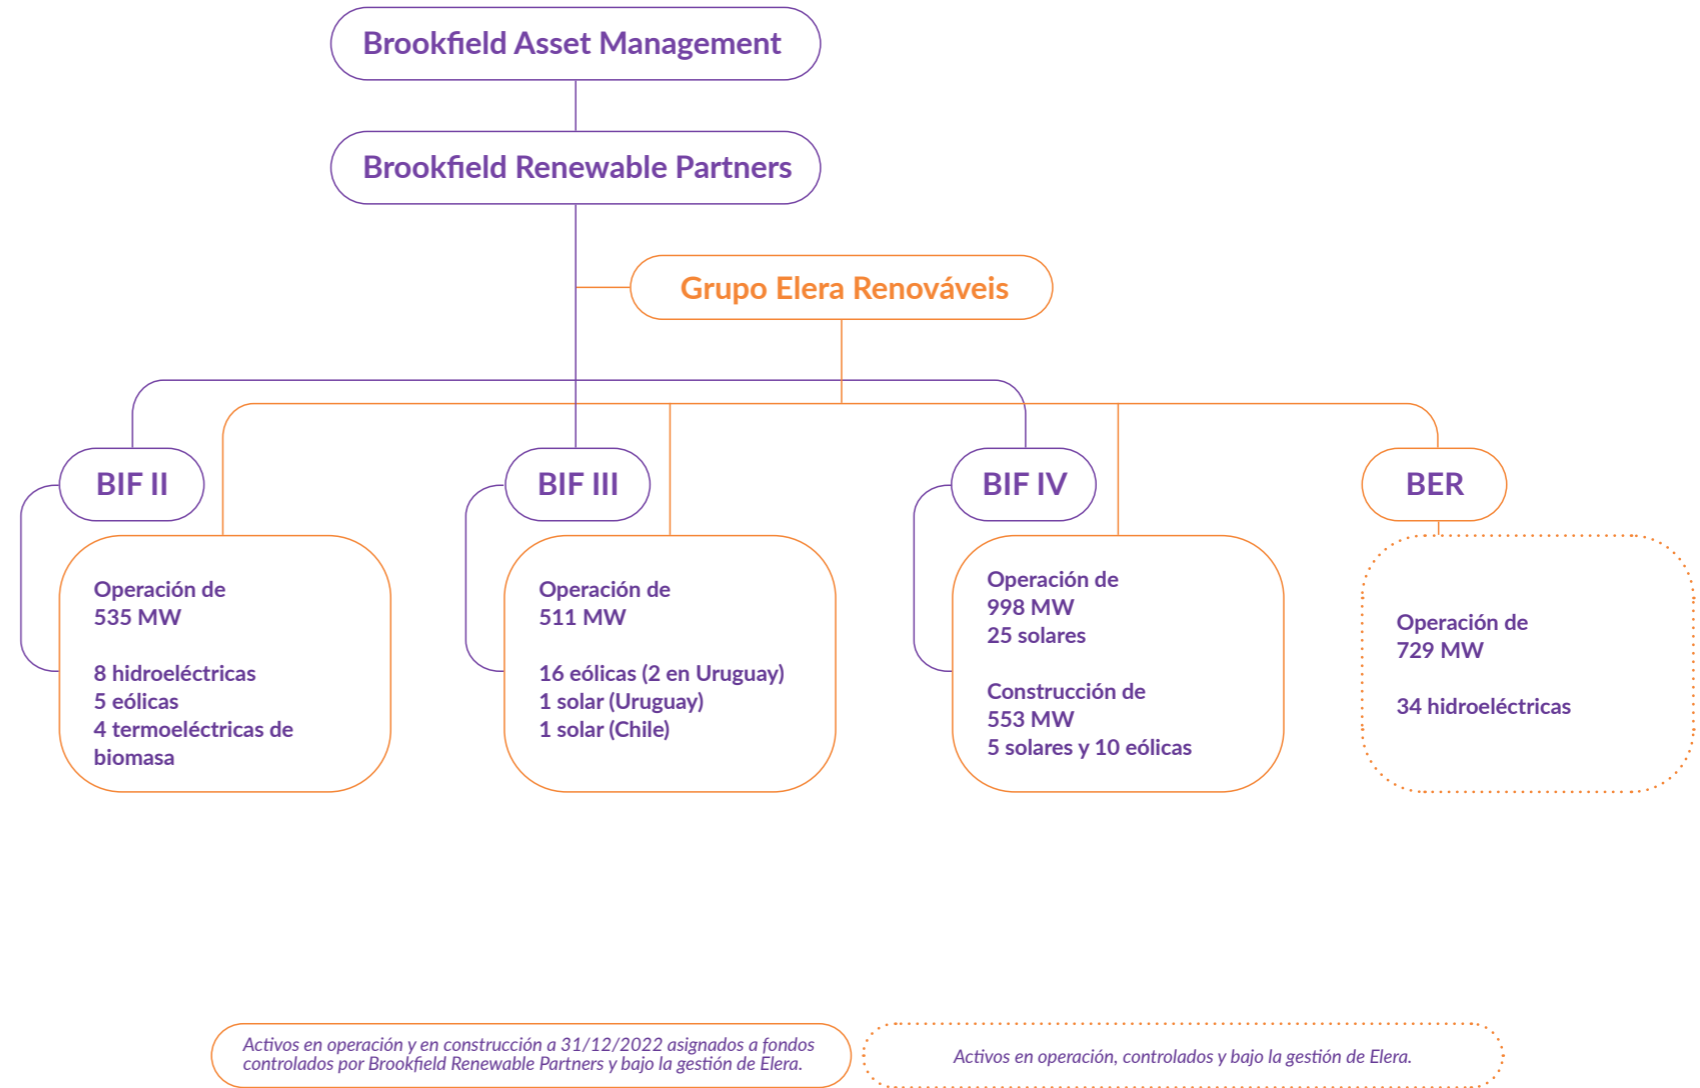 Brookfield Asset Management
Brookfield Renewable Partners
Grupo Elera Renováveis
BIF II
BIF III
BIF IV
BER
Operación de
535 MW
8 hidroeléctricas
5 eólicas
4 termoeléctricas de
biomasa
Operación de
511 MW
16 eólicas (2 en Uruguay)
1 solar (Uruguay)
1 solar (Chile)
Operación de
998 MW
25 solares
Construcción de
553 MW
5 solares y 10 eólicas
Operación de
729 MW
34 hidroeléctricas
Activos en operación y en construcción a 31/12/2022 asignados a fondos
controlados por Brookfield Renewable Partners y bajo la gestión de Elera.
Activos en operación, controlados y bajo la gestión de Elera.